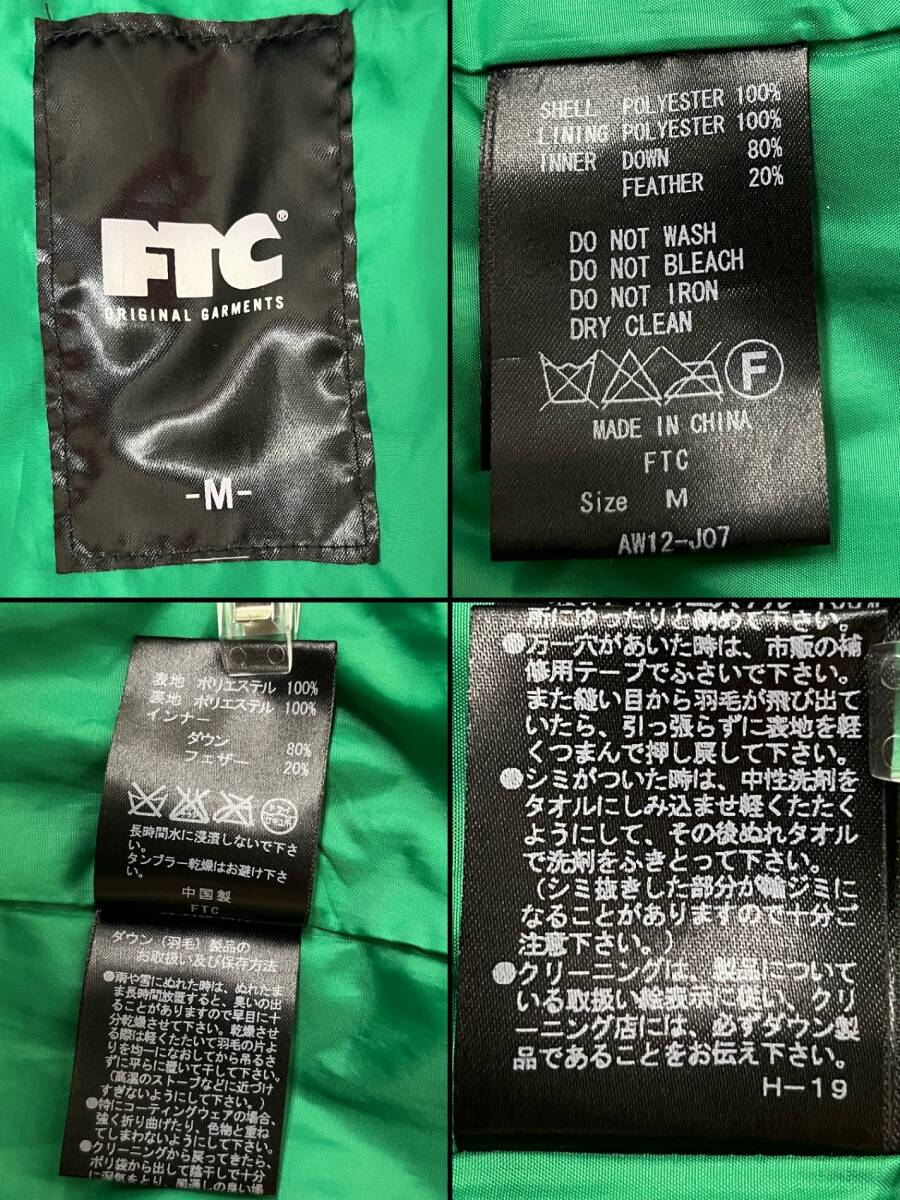 FTC®
ORIGINAL GARMENTS
-M-
SHELL POLYESTER 100%
LINING POLYESTER 100%
INNER DOWN 80%
FEATHER 20%
DO NOT WASH
DO NOT BLEACH
DO NOT IRON
DRY CLEAN
F
MADE IN CHINA
FTC
Size M
AW12-J07
表地 ポリエステル 100%
裏地 ポリエステル 100%
インナー
ダウン 80%
フェザー 20%
長時間水に浸漬しないで下さ
い。
タンブラー乾燥はお避け下さ
い。
中国製
FTC
ダウン(羽毛)製品の
お取扱い及び保存方法
●雨や雪にぬれた時は、ぬれたま
ま長時間放置すると、臭いの出
ることがありますので早目に十
分乾燥させて下さい。乾燥させ
る際は軽くたたいて羽毛の片よ
りを均一になおしてから吊るさ
ずに平らに置いて干して下さい。
(高温のストーブなどに近づけ
すぎないようにして下さい。)
●特にコーティングウェアの場合、
強く折り曲げたり、色物と重ね
てしまわないようにして下さい。
●クリーニングから戻ってきたら、
ポリ袋から出して陰干しで十分
に湿気をとり、風通しの良い場
所にゆったりと納めて下さい。
●万一穴があいた時は、市販の補
修用テープでふさいで下さい。
また縫い目から羽毛が飛び出て
いたら、引っ張らずに表地を軽
くつまんで押し戻して下さい。
●シミがついた時は、中性洗剤を
タオルにしみ込ませ軽くたたく
ようにして、その後ぬれタオル
で洗剤をふきとって下さい。
(シミ抜きした部分が輪ジミに
なることがありますので十分ご
注意下さい。)
●クリーニングは、製品について
いる取扱い絵表示に従い、クリ
ーニング店には、必ずダウン製
品であることをお伝え下さい。
H-19